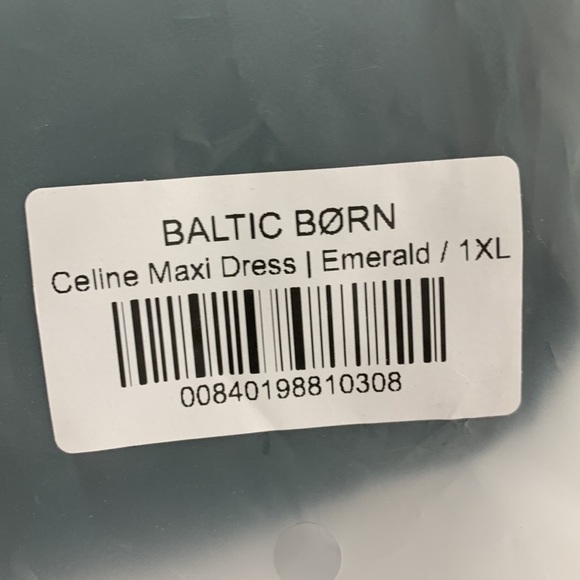 BALTIC BØRN
Celine Maxi Dress | Emerald / 1XL
00840198810308